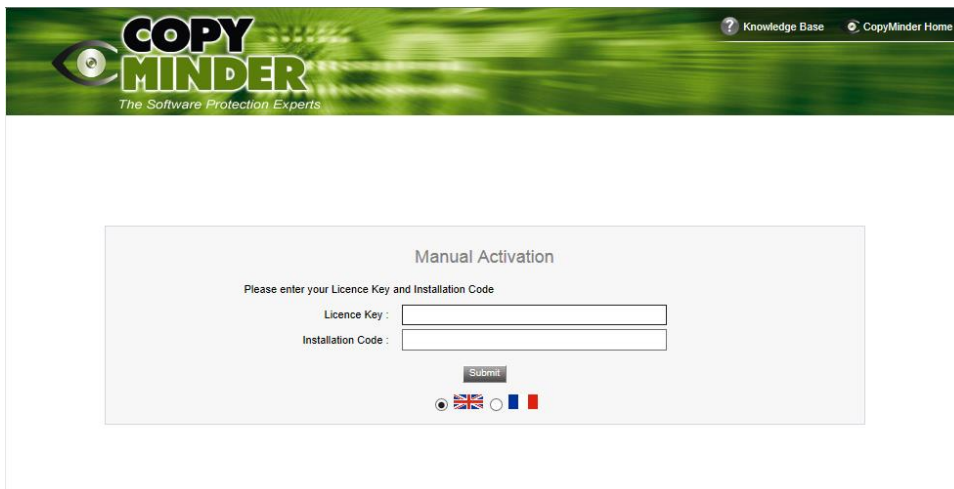 COPY
MINDER
The Software Protection Experts
? Knowledge Base
CopyMinder Home
Manual Activation
Please enter your Licence Key and Installation Code
Licence Key :
Installation Code :
Submit